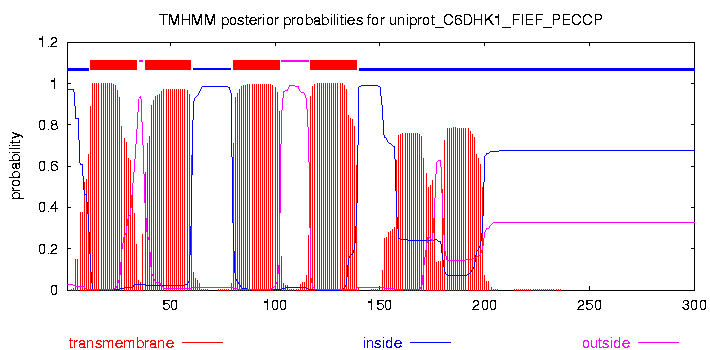 TMHMM posterior probabilities for uniprot_C6DHK1_FIEF_PECCP
1.2
1
0.8
0.6
0.4
0.2
0
probability
50 100 150 200 250 300
transmembrane inside outside